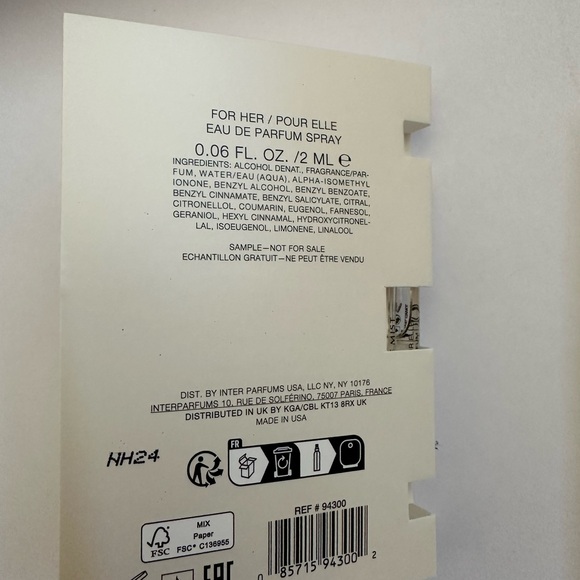 FOR HER / POUR ELLE
EAU DE PARFUM SPRAY
0.06 FL. OZ. /2 ML ℮
INGREDIENTS: ALCOHOL DENAT., FRAGRANCE/PAR-
FUM, WATER/EAU (AQUA), ALPHA-ISOMETHYL
IONONE, BENZYL ALCOHOL, BENZYL BENZOATE,
BENZYL CINNAMATE, BENZYL SALICYLATE, CITRAL,
CITRONELLOL, COUMARIN, EUGENOL, FARNESOL,
GERANIOL, HEXYL CINNAMAL, HYDROXYCITRONEL-
LAL, ISOEUGENOL, LIMONENE, LINALOOL
SAMPLE—NOT FOR SALE
ECHANTILLON GRATUIT—NE PEUT ÊTRE VENDU
MIST
DIST. BY INTER PARFUMS USA, LLC NY, NY 10176
INTERPARFUMS 10, RUE DE SOLFÉRINO, 75007 PARIS, FRANCE
DISTRIBUTED IN UK BY KGA/CBL KT13 8RX UK
MADE IN USA
NH24
FR
REF # 94300
MIX
Paper
FSC® C136955
FSC
EAC
0 85715 94300 2